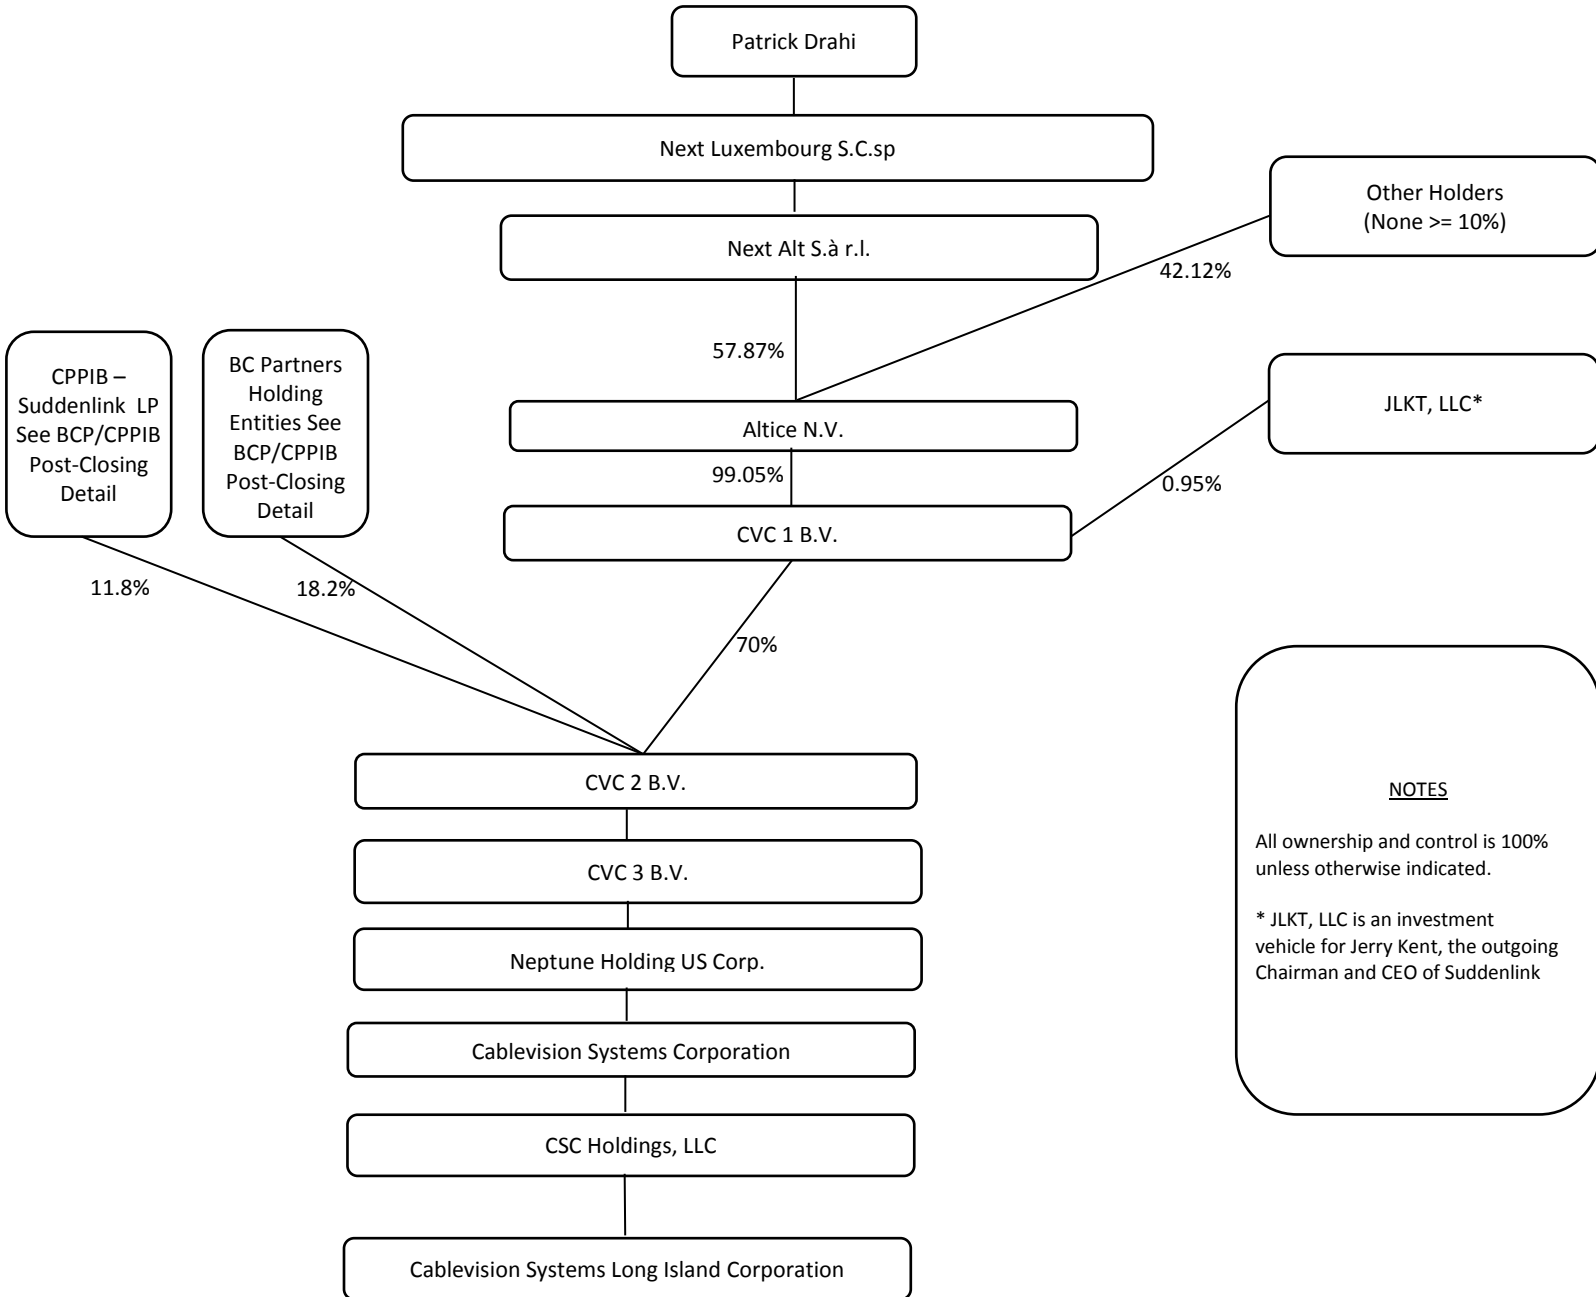 Patrick Drahi
Next Luxembourg S.C.sp
Other Holders
(None >= 10%)
Next Alt S.à r.l.
42.12%
57.87%
CPPIB –
Suddenlink LP
See BCP/CPPIB
Post-Closing
Detail
BC Partners
Holding
Entities See
BCP/CPPIB
Post-Closing
Detail
JLKT, LLC*
Altice N.V.
99.05%
0.95%
CVC 1 B.V.
11.8%
18.2%
70%
CVC 2 B.V.
CVC 3 B.V.
Neptune Holding US Corp.
Cablevision Systems Corporation
CSC Holdings, LLC
Cablevision Systems Long Island Corporation
NOTES
All ownership and control is 100%
unless otherwise indicated.
* JLKT, LLC is an investment
vehicle for Jerry Kent, the outgoing
Chairman and CEO of Suddenlink